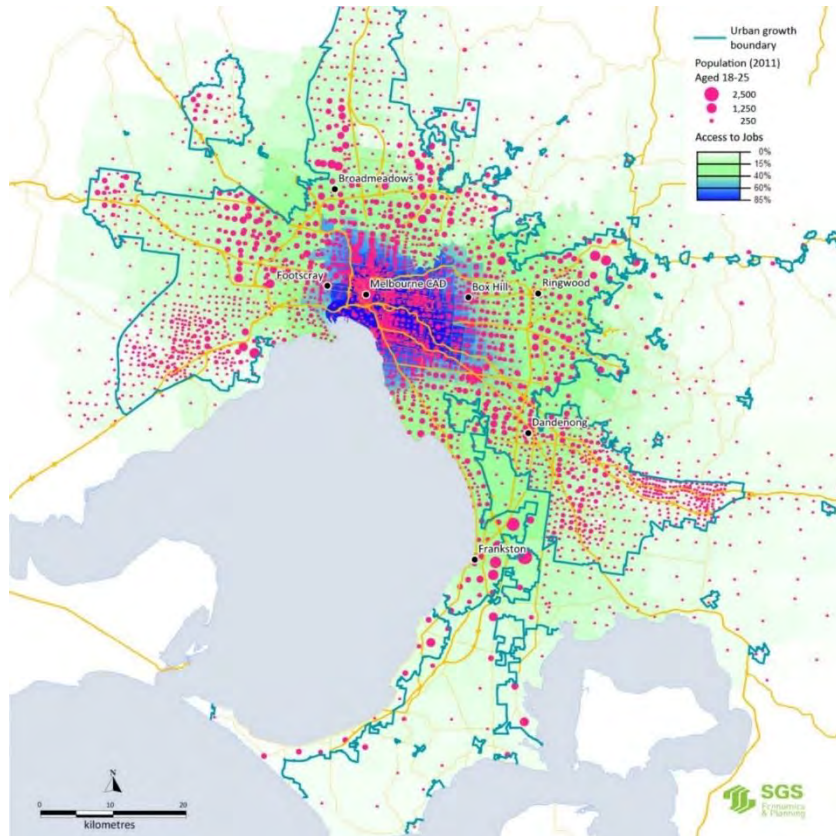 Urban growth
boundary
Population (2011)
Aged 18-25
2,500
1,250
250
Access to Jobs
0%
15%
40%
60%
85%
Broadmeadows
Footscray
Melbourne CAD
Box Hills
Ringwood
Dandenong
Frankston
N
0 10 20
kilometres
SGS
Economics
& Planning